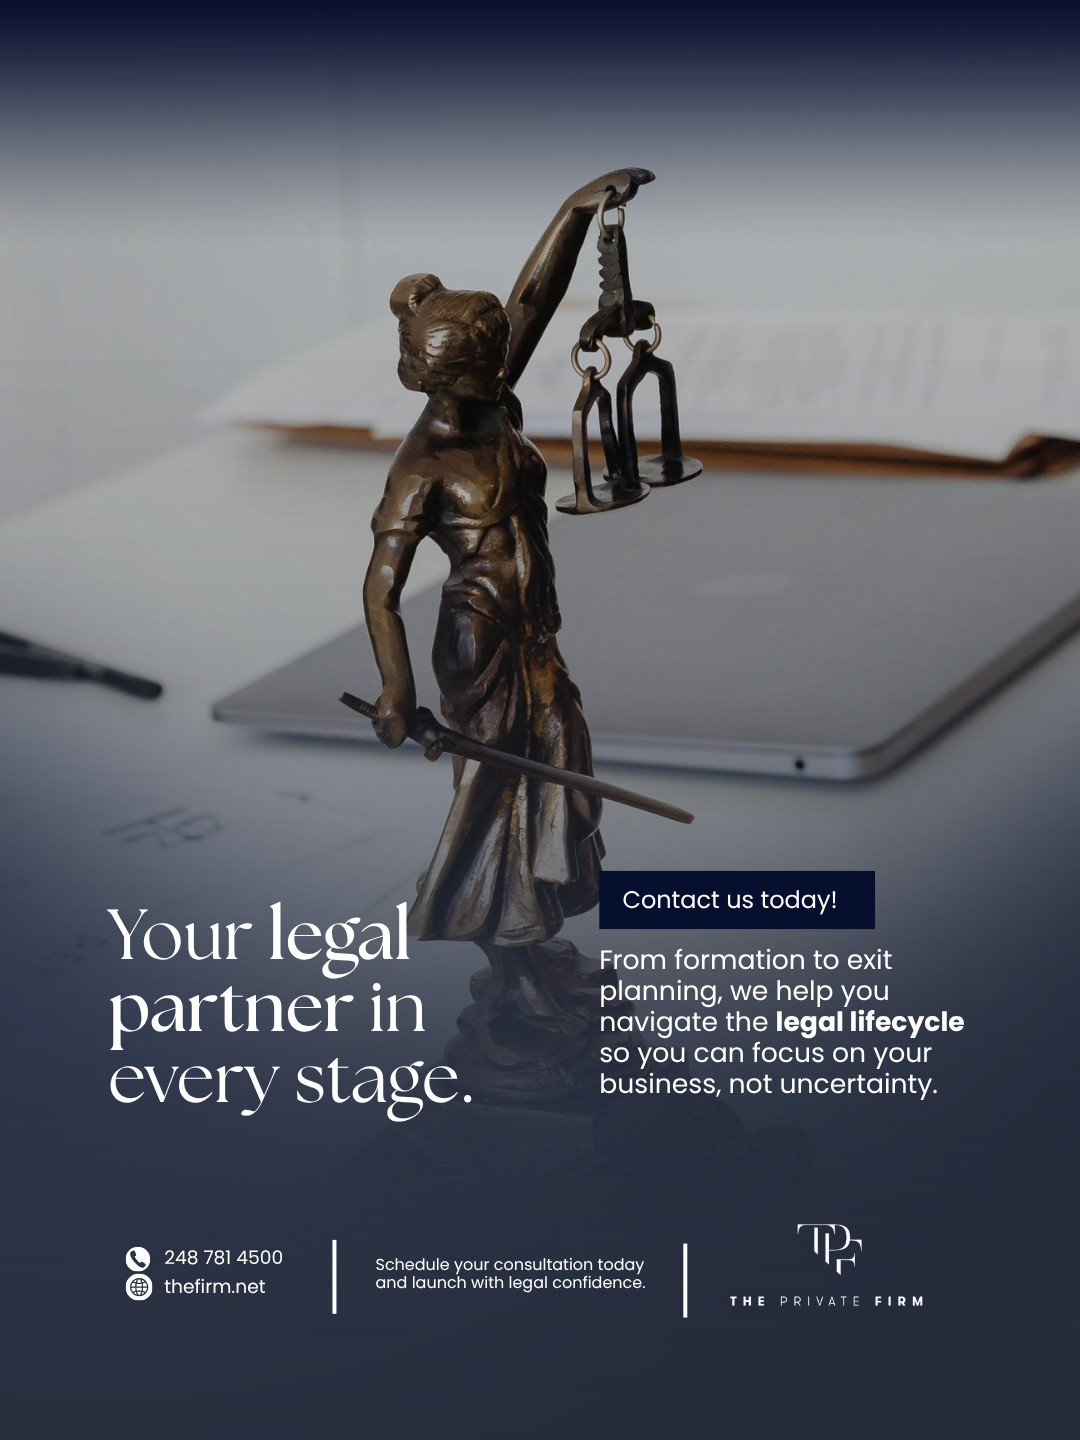 Your legal
partner in
every stage.
Contact us today!
From formation to exit
planning, we help you
navigate the legal lifecycle
so you can focus on your
business, not uncertainty.
248 781 4500
thefirm.net
Schedule your consultation today
and launch with legal confidence.
TPF
THE PRIVATE FIRM